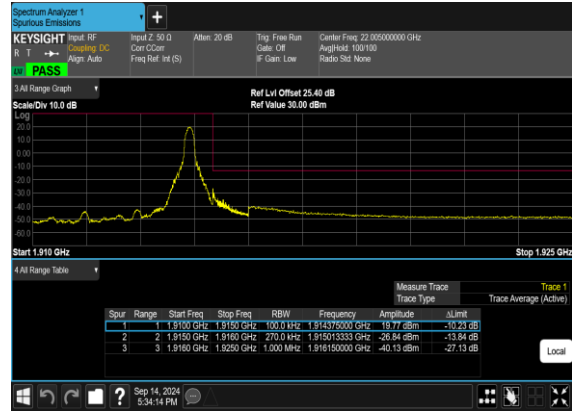 Spectrum Analyzer 1
Spurious Emissions
KEYSIGHT Input: RF Input Z: 50 Ω Atten: 20 dB Trig: Free Run Center Freq: 22.005000000 GHz
R T Coupling: DC Corr CCorr Gate: Off Avg|Hold: 100/100
Align: Auto Freq Ref: Int (S) IF Gain: Low Radio Std: None
LM PASS
3 All Range Graph
Ref Lvl Offset 25.40 dB
Scale/Div 10.0 dB Ref Value 30.00 dBm
Log
20.0
10.0
0.00
-10.0
-20.0
-30.0
-40.0
-50.0
-60.0
Start 1.910 GHz Stop 1.925 GHz
4 All Range Table
Measure Trace Trace 1
Trace Type Trace Average (Active)
Spur Range Start Freq Stop Freq RBW Frequency Amplitude ΔLimit
1 1 1.9100 GHz 1.9150 GHz 100.0 kHz 1.914375000 GHz 19.77 dBm -10.23 dB
2 2 1.9150 GHz 1.9160 GHz 270.0 kHz 1.915013333 GHz -26.84 dBm -13.84 dB
3 3 1.9160 GHz 1.9250 GHz 1.000 MHz 1.916150000 GHz -40.13 dBm -27.13 dB
Local
? Sep 14, 2024
5:34:14 PM